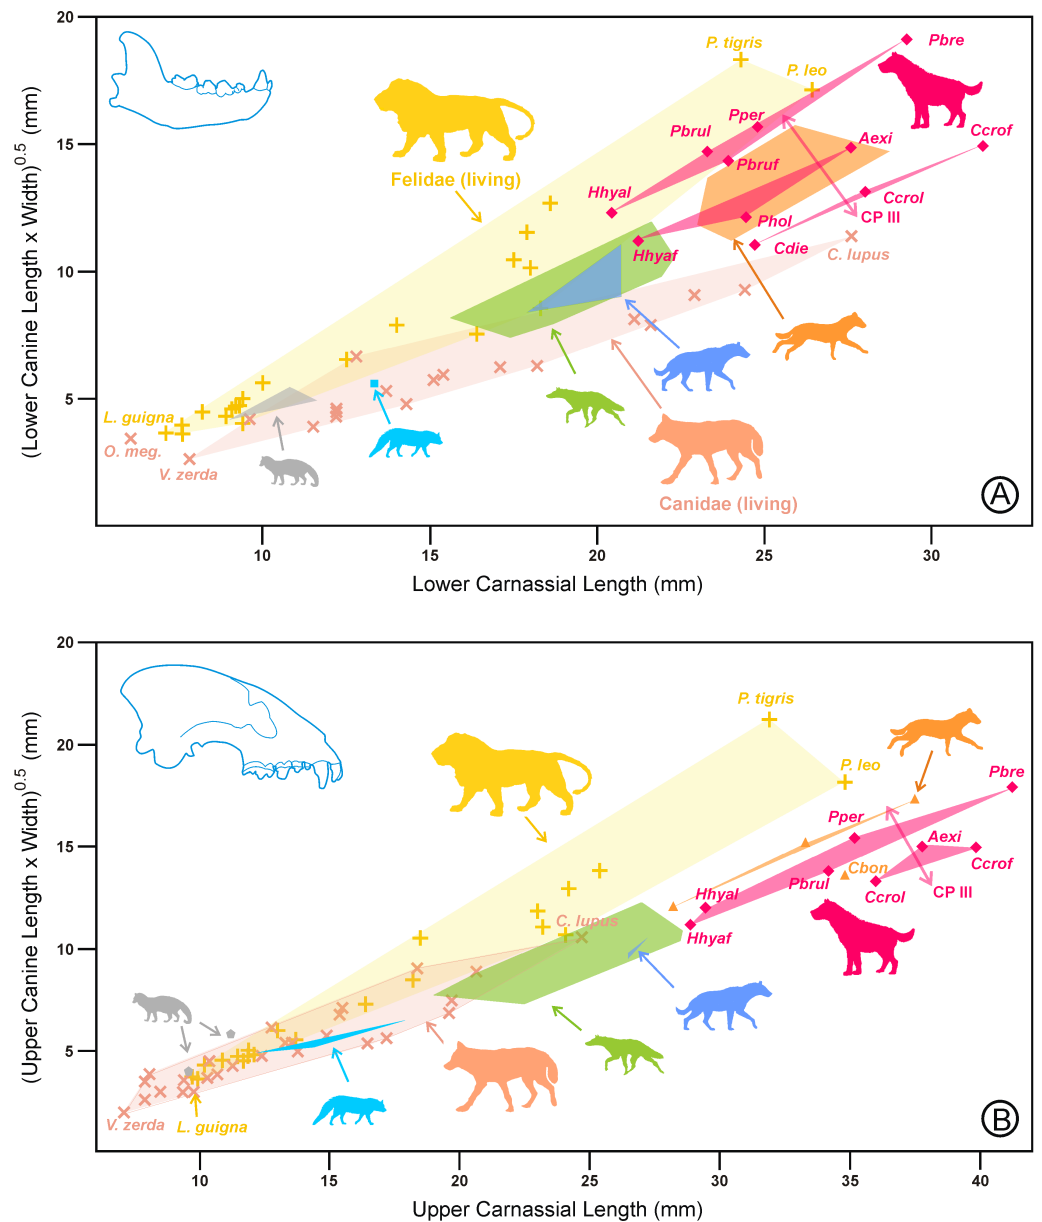 20
15
10
5
(Lower Canine Length x Width)0.5 (mm)
P. tigris
P. leo
Pbre
Pper
Pbrul
Pbruf
Aexi
Ccrof
Felidae (living)
Hhyal
Ccrol
Phol
CP III
Hhyaf
Cdie
C. lupus
L. guigna
O. meg.
V. zerda
Canidae (living)
A
10
15
20
25
30
Lower Carnassial Length (mm)
20
20
15
10
5
(Upper Canine Length x Width)0.5 (mm)
P. tigris
P. leo
Pbre
Pper
Aexi
Cbon
Ccrof
Pbrul
Hhyal
Ccrol
CP III
C. lupus
Hhyaf
V. zerda
L. guigna
B
10
15
20
25
30
35
40
Upper Carnassial Length (mm)